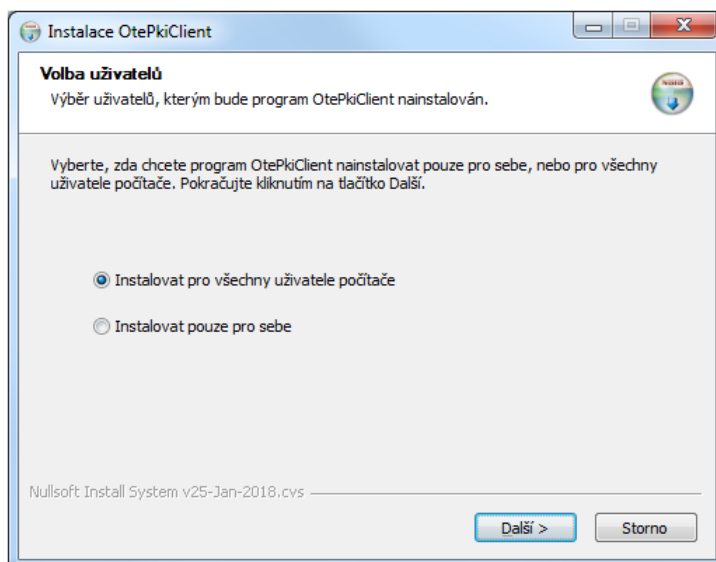 Instalace OtePkiClient
Volba uživatelů
Výběr uživatelů, kterým bude program OtePkiClient nainstalován.
Vyberte, zda chcete program OtePkiClient nainstalovat pouze pro sebe, nebo pro všechny
uživatele počítače. Pokračujte kliknutím na tlačítko Další.
Instalovat pro všechny uživatele počítače
Instalovat pouze pro sebe
Nullsoft Install System v25-Jan-2018.cvs
Další >
Storno